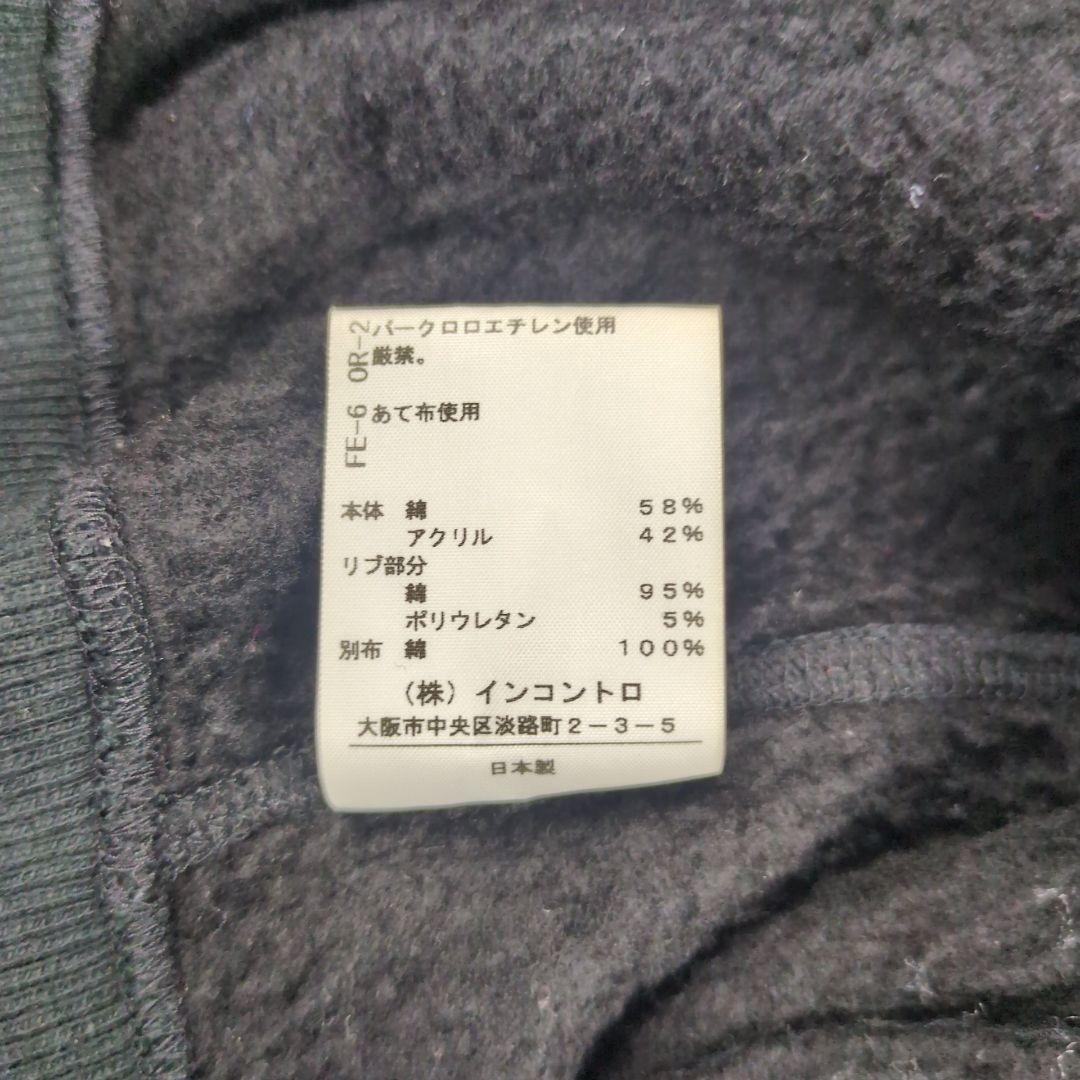 OR-2
パークロロエチレン使用
厳禁。
FE-6
あて布使用
本体 綿 58%
アクリル 42%
リブ部分
綿 95%
ポリウレタン 5%
別布 綿 100%
（株）インコントロ
大阪市中央区淡路町2-3-5
日本製